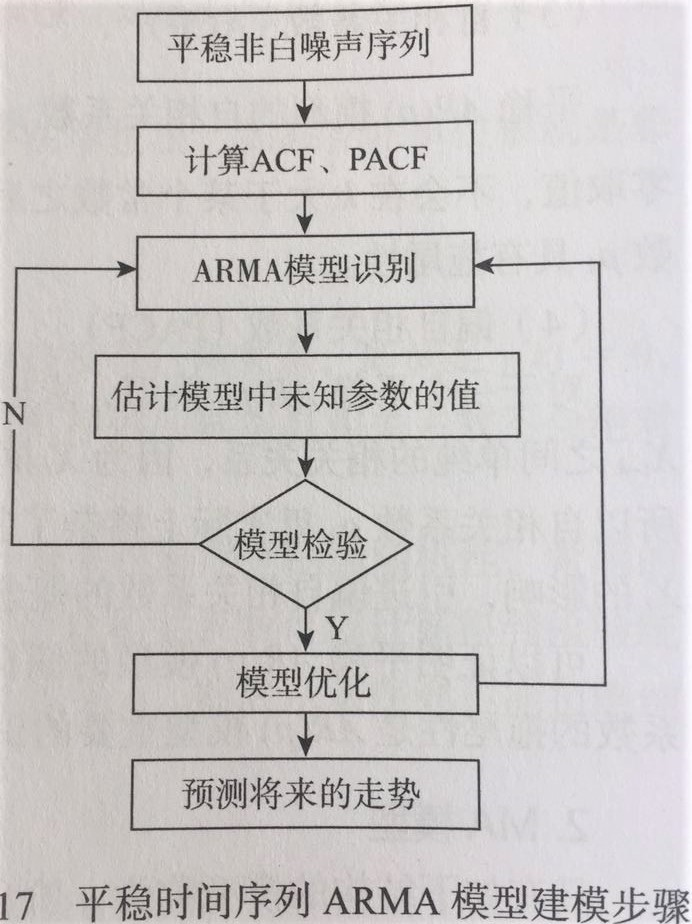 平稳非白噪声序列
计算ACF、PACF
ARMA模型识别
估计模型中未知参数的值
N
模型检验
Y
模型优化
预测将来的走势
17 平稳时间序列 ARMA 模型建模步骤